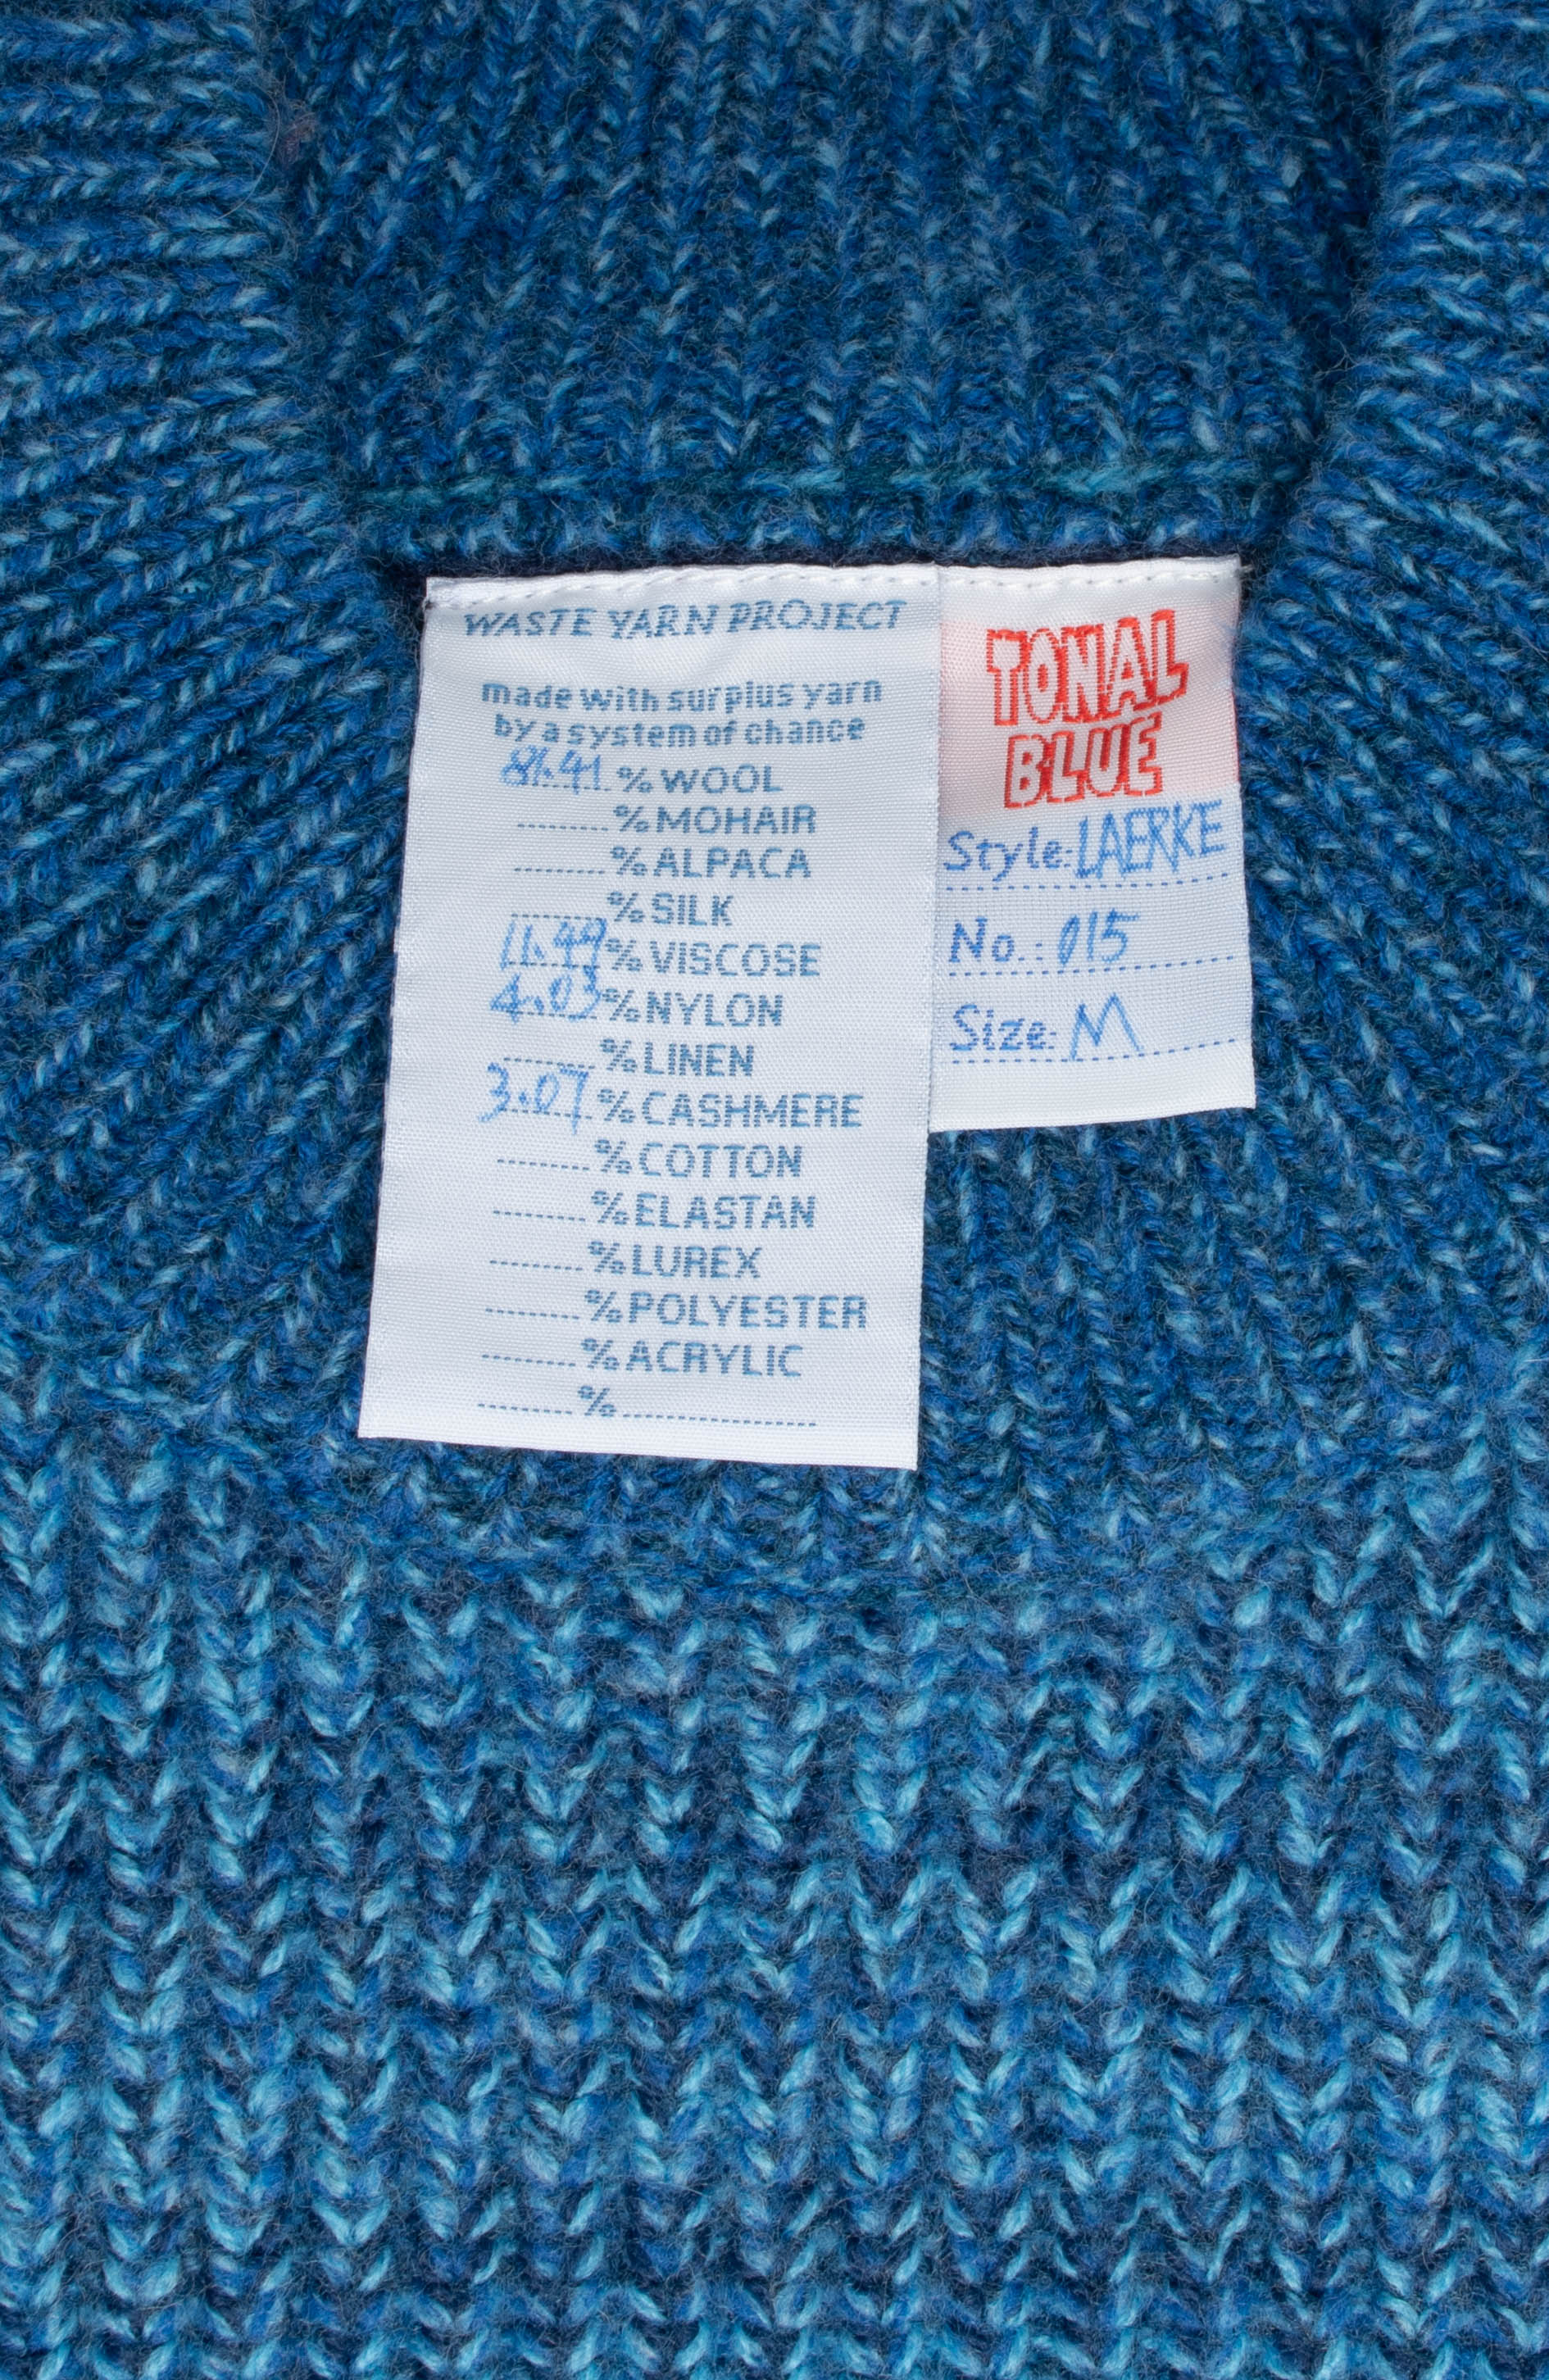 WASTE YARN PROJECT
made with surplus yarn
by a system of chance
81.41 % WOOL
......... % MOHAIR
......... % ALPACA
......... % SILK
11.49 % VISCOSE
4.03 % NYLON
......... % LINEN
3.07 % CASHMERE
......... % COTTON
......... % ELASTAN
......... % LUREX
......... % POLYESTER
......... % ACRYLIC
......... % ...................
TONAL
BLUE
Style: LAERKE
No.: 015
Size: M